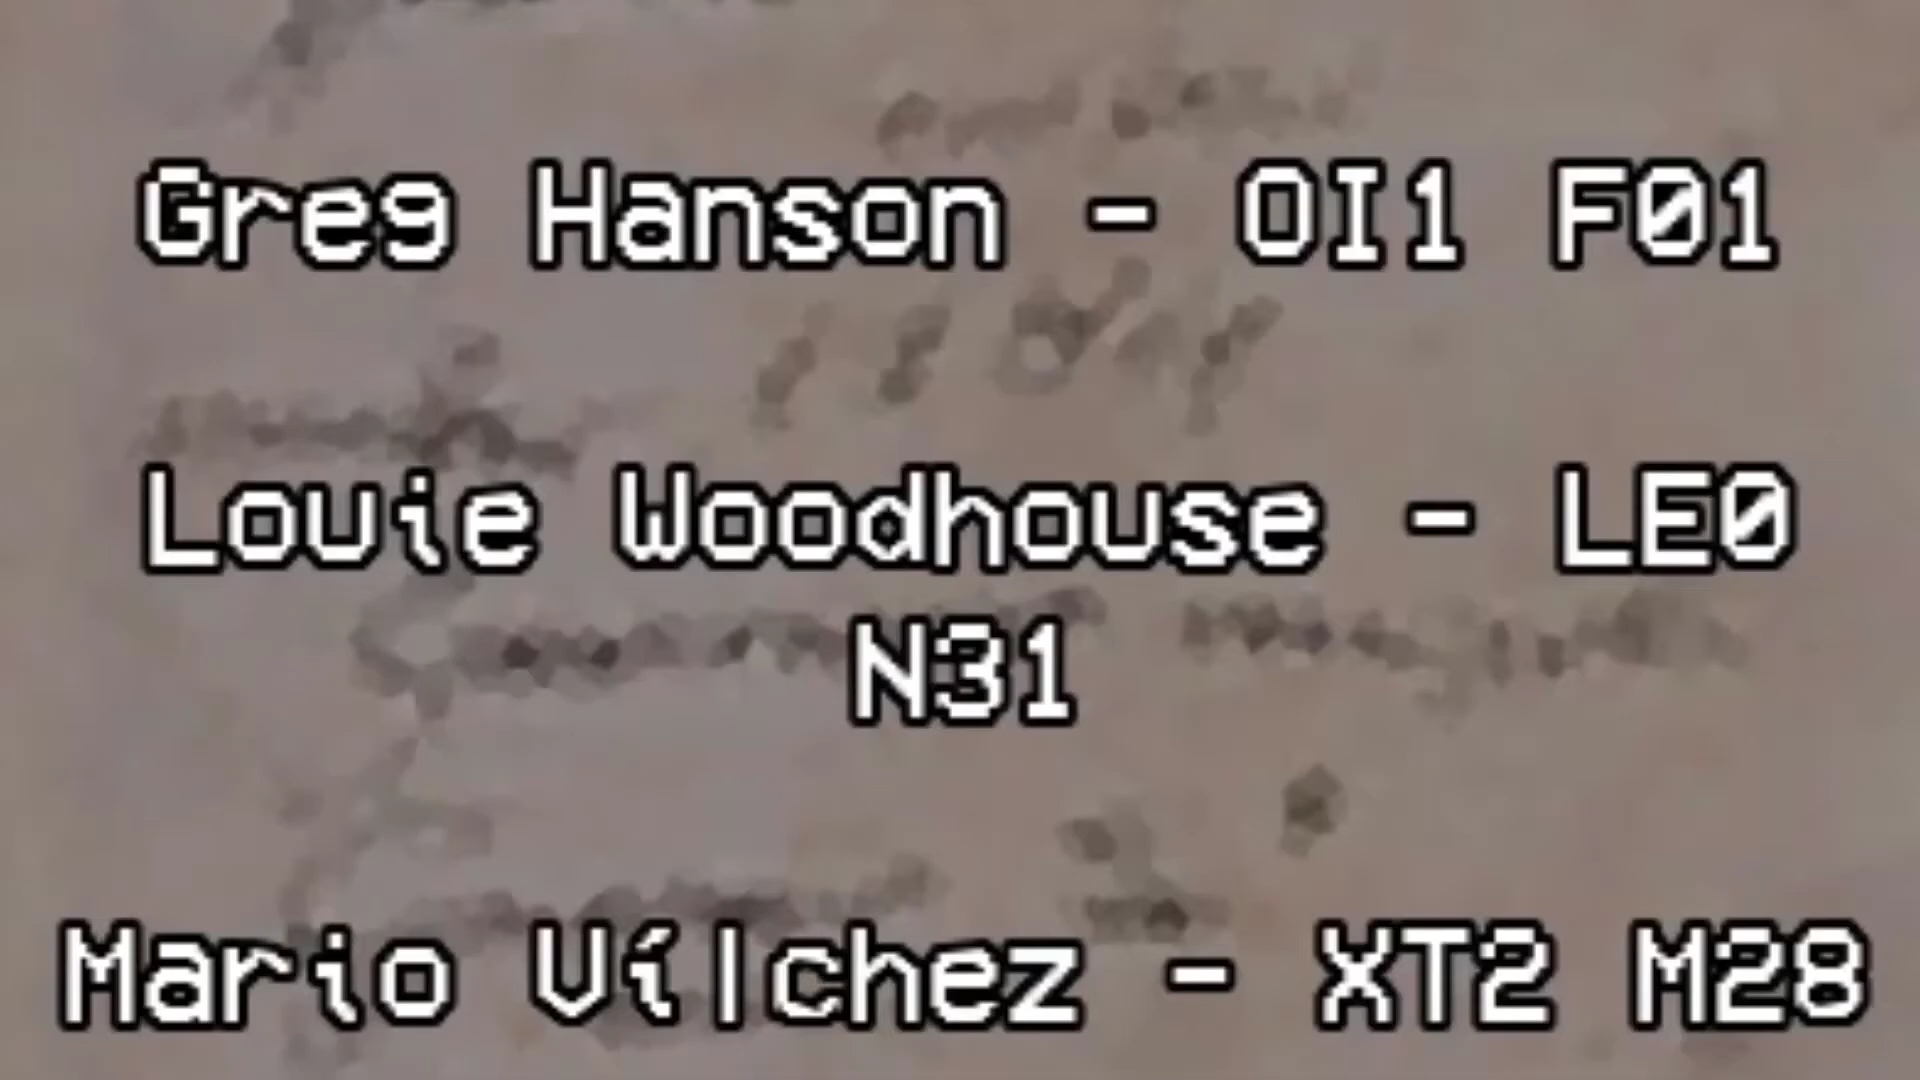 Greg Hanson - OI1 F01
Louie Woodhouse - LE0
N31
Mario Vílchez - XT2 M28